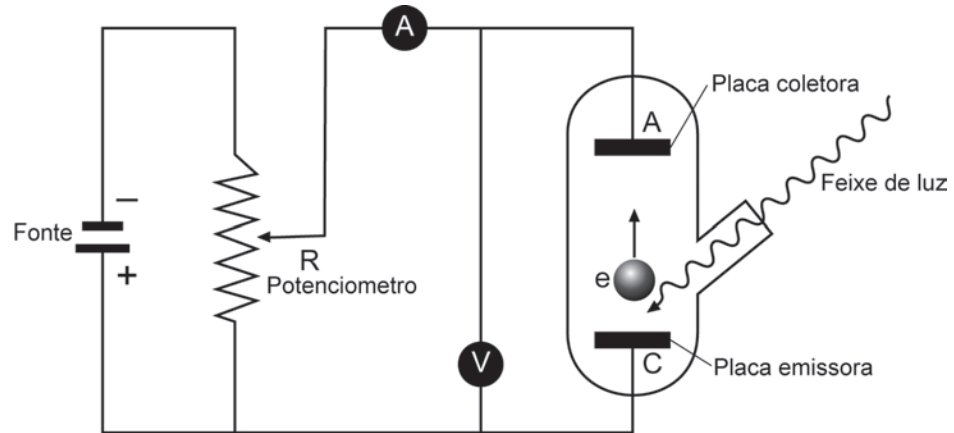 A
Placa coletora
A
Feixe de luz
−
Fonte
+
R
Potenciometro
e
V
C
Placa emissora